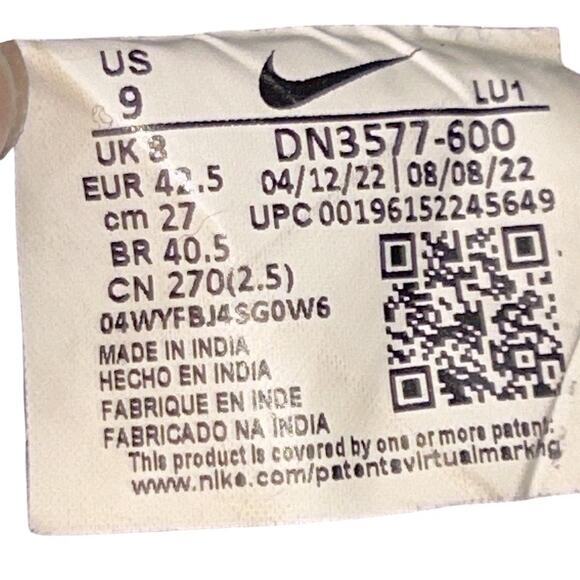 US
9
LU1
UK 8
DN3577-600
EUR 42.5
04/12/22 | 08/08/22
cm 27
UPC 00196152245649
BR 40.5
CN 270(2.5)
04WYFBJ4SG0W6
MADE IN INDIA
HECHO EN INDIA
FABRIQUE EN INDE
FABRICADO NA ÍNDIA
This product is covered by one or more patent:
www.nike.com/patentsvirtualmarkng